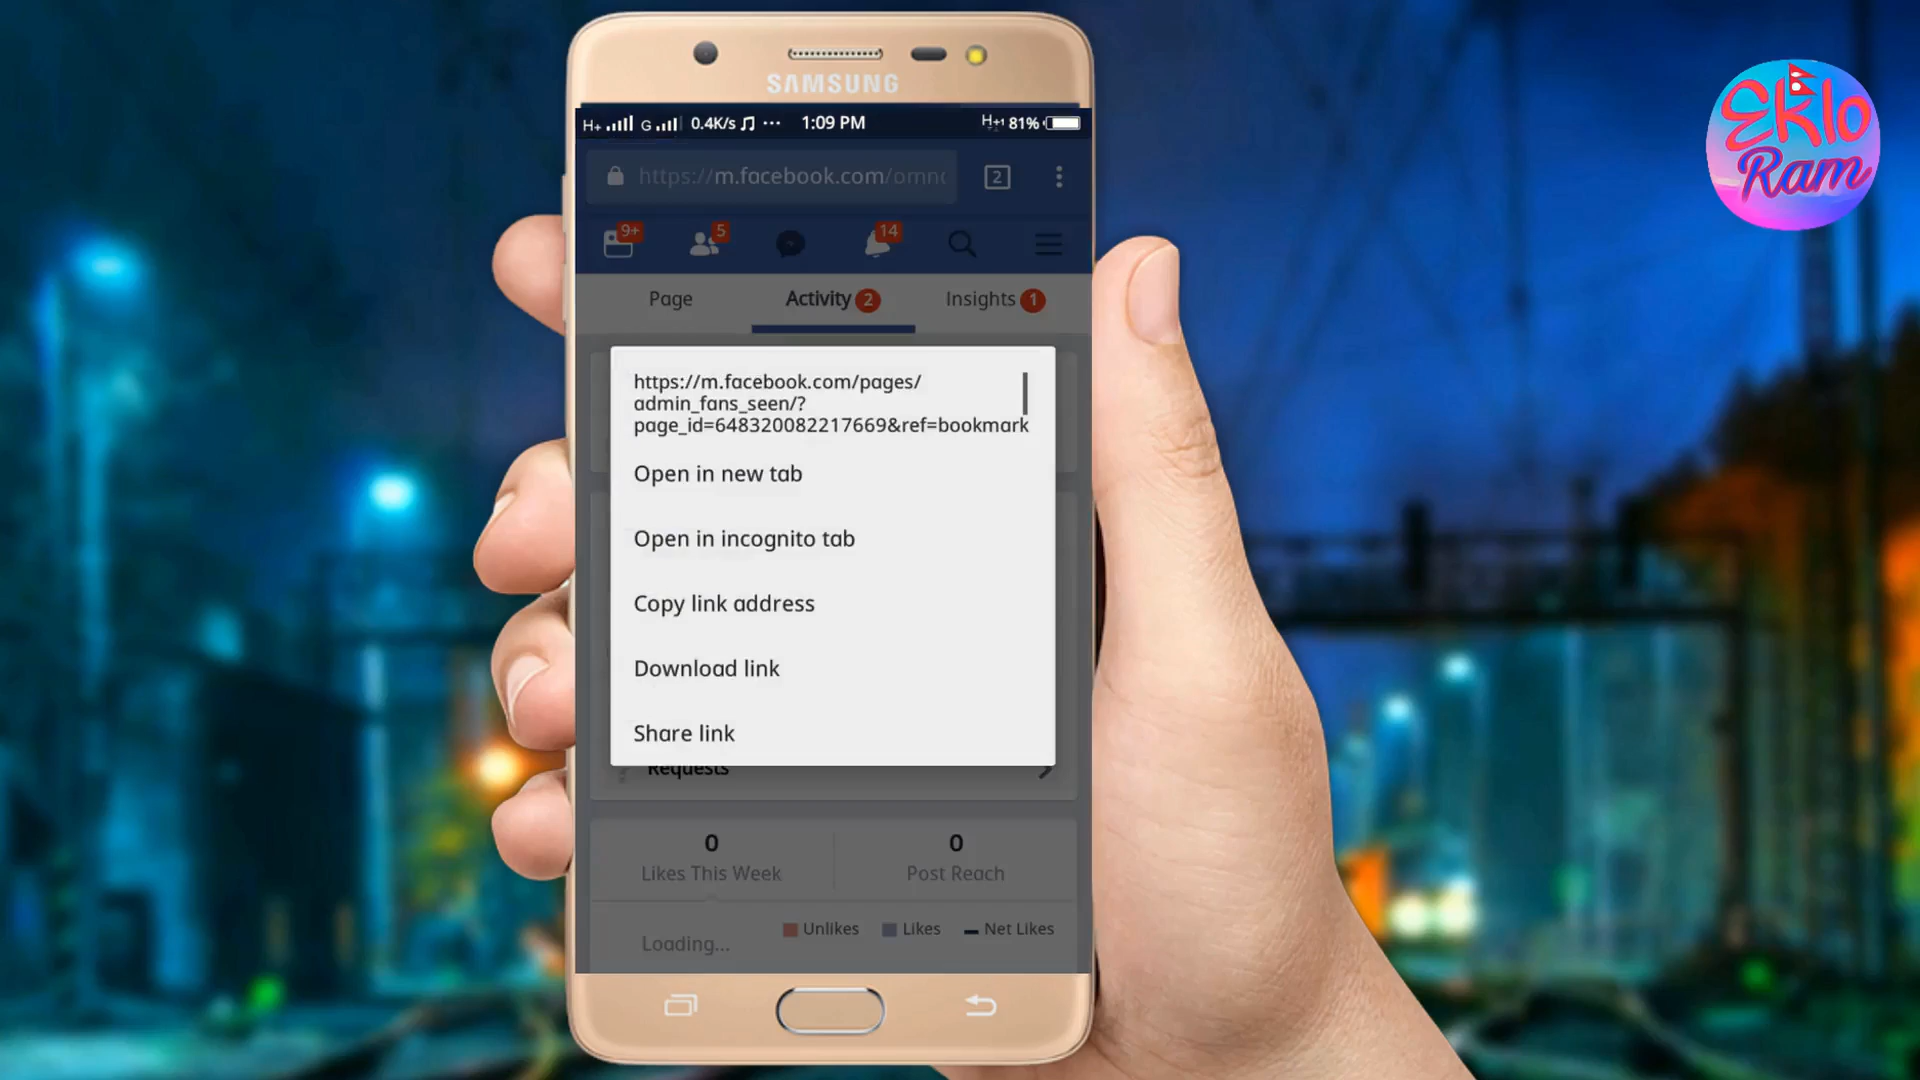 SAMSUNG
H+ G 0.4K/s ••• 1:09 PM H+1 81%
https://m.facebook.com/ornn
2
9+ 5 14
Page Activity 2 Insights 1
https://m.facebook.com/pages/
admin_fans_seen/?
page_id=648320082217669&ref=bookmark
Open in new tab
Open in incognito tab
Copy link address
Download link
Share link
Requests
0 0
Likes This Week Post Reach
Unlikes Likes Net Likes
Loading...
Eklo
Ram